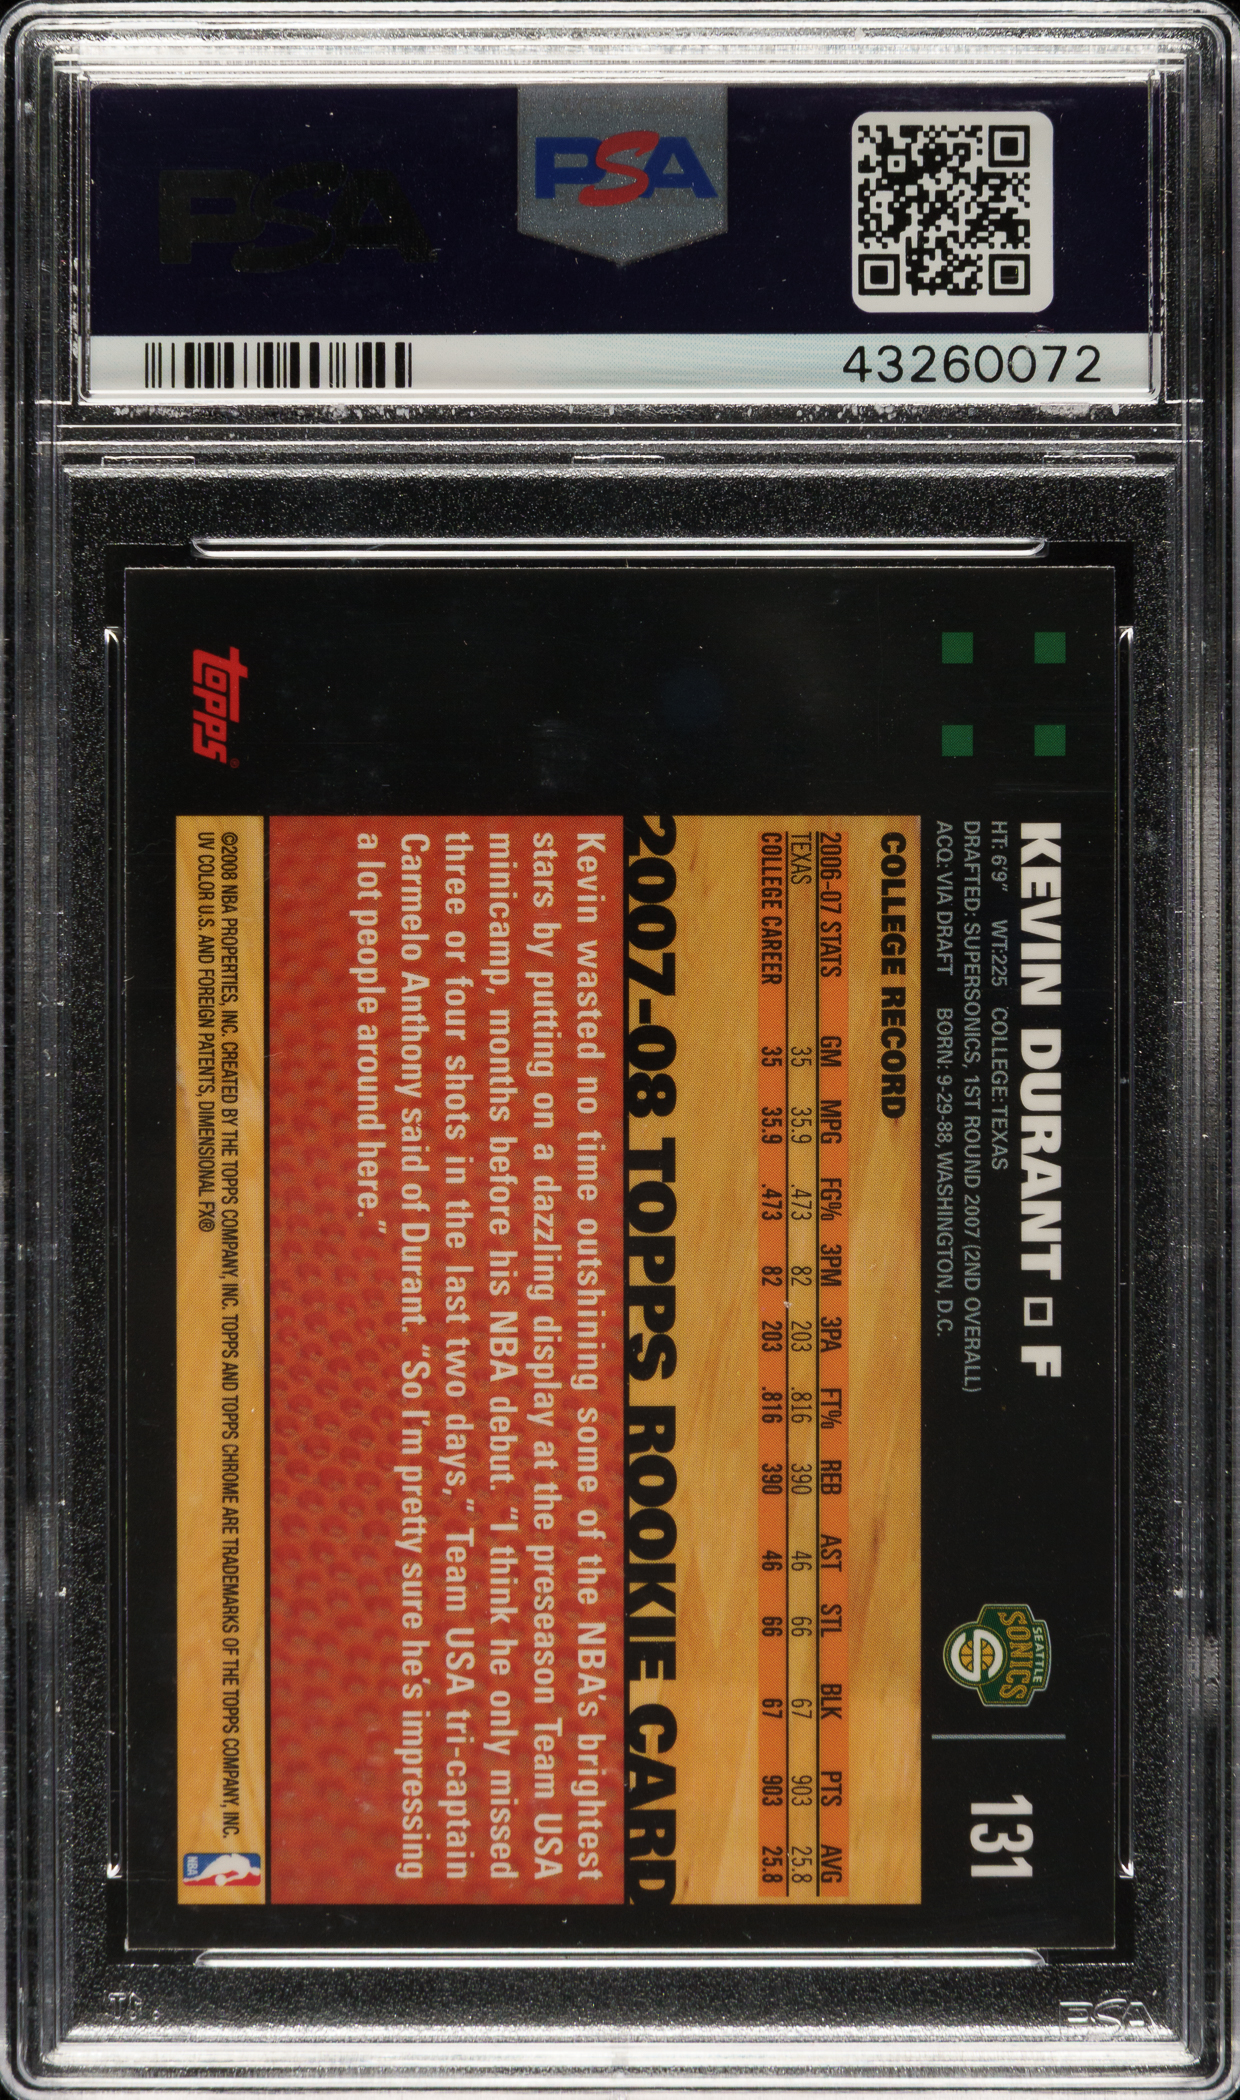 PSA
PSA
43260072
KEVIN DURANT □ F
HT: 6'9" WT:225 COLLEGE:TEXAS
DRAFTED: SUPERSONICS, 1ST ROUND 2007 (2ND OVERALL)
ACQ: VIA DRAFT BORN: 9-29-88, WASHINGTON, D.C.
SEATTLE
SONICS
131
COLLEGE RECORD
2006-07 STATS GM MPG FG% 3PM 3PA FT% REB AST STL BLK PTS AVG
TEXAS 35 35.9 .473 82 203 .816 390 46 66 67 903 25.8
COLLEGE CAREER 35 35.9 .473 82 203 .816 390 46 66 67 903 25.8
2007-08 TOPPS ROOKIE CARD
Kevin wasted no time outshining some of the NBA's brightest
stars by putting on a dazzling display at the preseason Team USA
minicamp, months before his NBA debut. "I think he only missed
three or four shots in the last two days," Team USA tri-captain
Carmelo Anthony said of Durant. "So I'm pretty sure he's impressing
a lot people around here."
©2008 NBA PROPERTIES, INC. CREATED BY THE TOPPS COMPANY, INC. TOPPS AND TOPPS CHROME ARE TRADEMARKS OF THE TOPPS COMPANY, INC.
UV COLOR U.S. AND FOREIGN PATENTS, DIMENSIONAL FX®
NBA
topps®
PSA